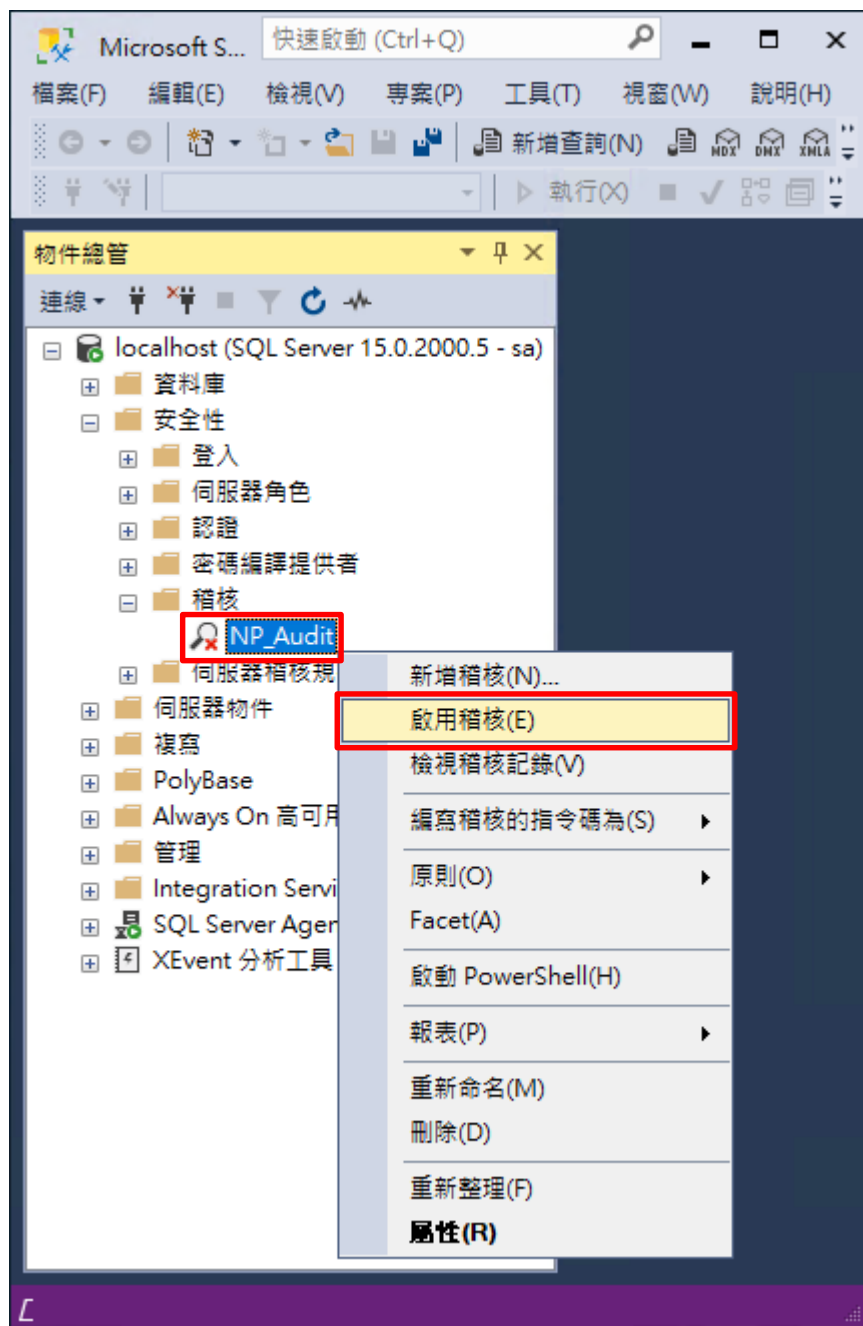 Microsoft S...
快速啟動 (Ctrl+Q)
檔案(F) 編輯(E) 檢視(V) 專案(P) 工具(T) 視窗(W) 說明(H)
新增查詢(N) MDX DMX XMLA
執行(X)
物件總管
連線
localhost (SQL Server 15.0.2000.5 - sa)
資料庫
安全性
登入
伺服器角色
認證
密碼編譯提供者
稽核
NP_Audit
伺服器稽核規
伺服器物件
複寫
PolyBase
Always On 高可用
管理
Integration Servi
SQL Server Agen
XEvent 分析工具
新增稽核(N)...
啟用稽核(E)
檢視稽核記錄(V)
編寫稽核的指令碼為(S)
原則(O)
Facet(A)
啟動 PowerShell(H)
報表(P)
重新命名(M)
刪除(D)
重新整理(F)
屬性(R)